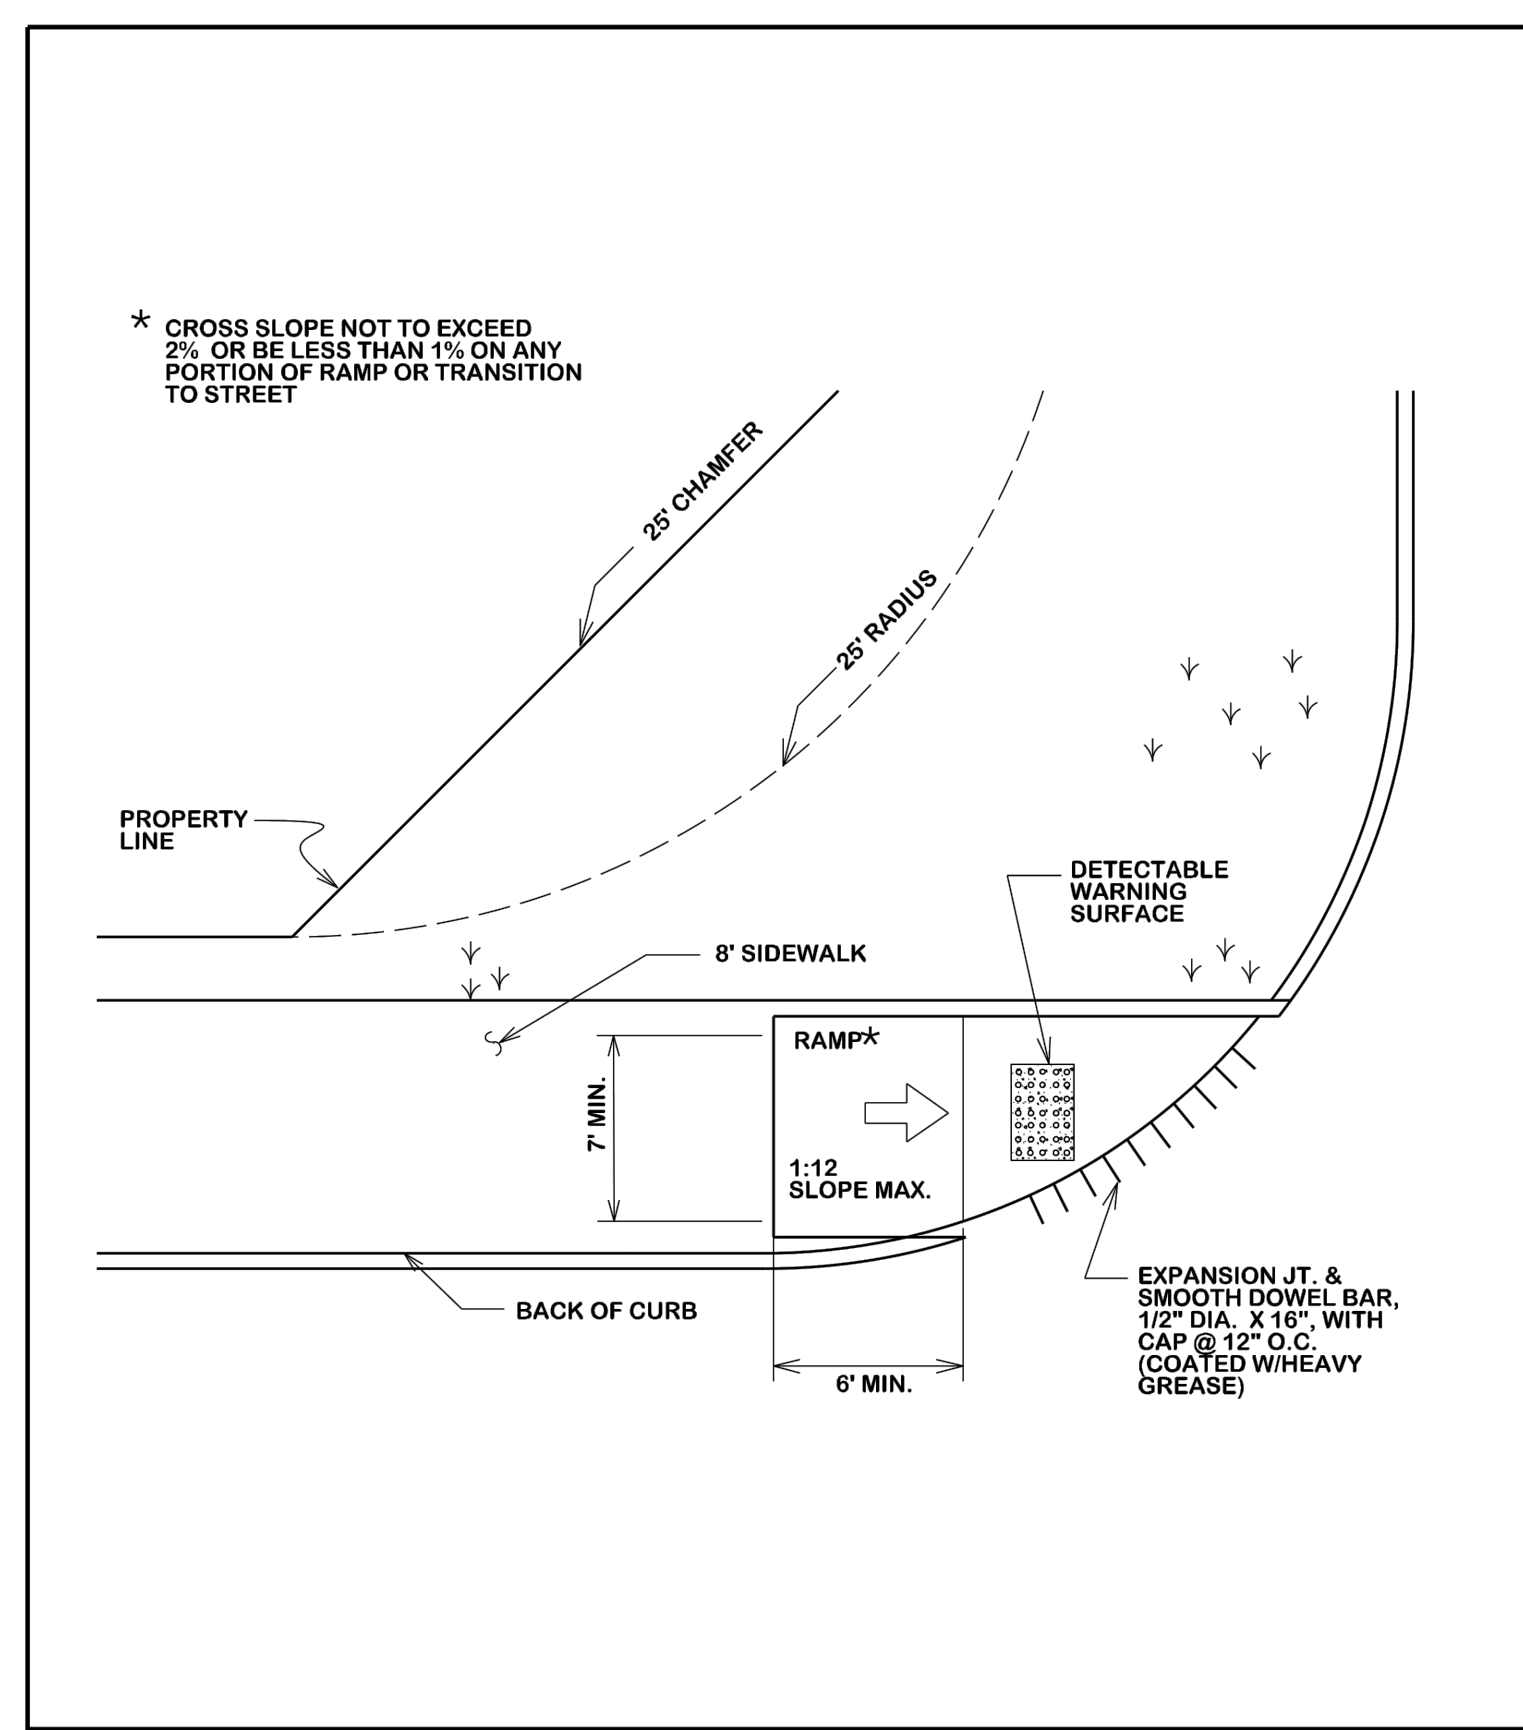 * CROSS SLOPE NOT TO EXCEED
2% OR BE LESS THAN 1% ON ANY
PORTION OF RAMP OR TRANSITION
TO STREET
25' CHAMFER
25' RADIUS
PROPERTY
LINE
DETECTABLE
WARNING
SURFACE
8' SIDEWALK
RAMP*
7' MIN.
1:12
SLOPE MAX.
BACK OF CURB
EXPANSION JT. &
SMOOTH DOWEL BAR,
1/2" DIA. X 16", WITH
CAP @ 12" O.C.
(COATED W/HEAVY
GREASE)
6' MIN.